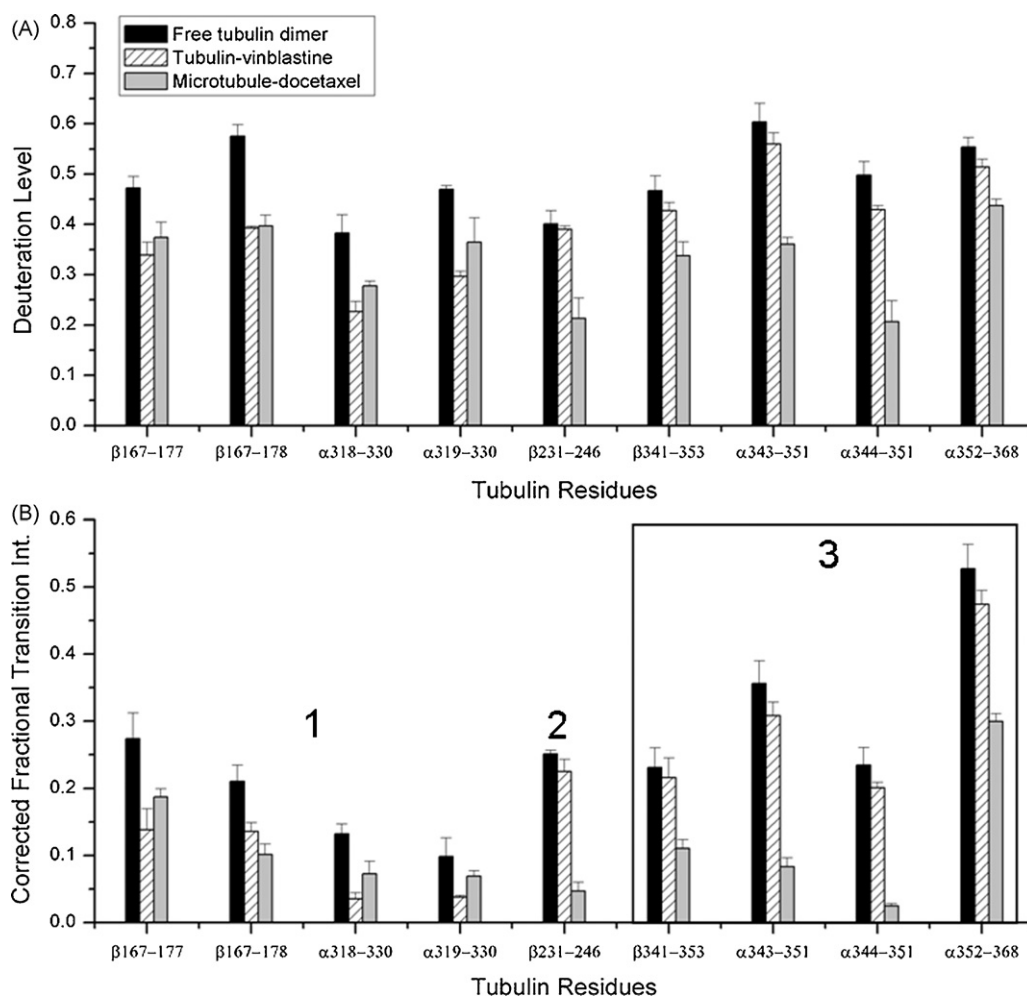 (A)
0.8
0.7
0.6
0.5
0.4
0.3
0.2
0.1
0.0
Deuteration Level
Free tubulin dimer
Tubulin-vinblastine
Microtubule-docetaxel
β167–177 β167–178 α318–330 α319–330 β231–246 β341–353 α343–351 α344–351 α352–368
Tubulin Residues
(B)
0.6
0.5
0.4
0.3
0.2
0.1
0.0
Corrected Fractional Transition Int.
1
2
3
β167–177 β167–178 α318–330 α319–330 β231–246 β341–353 α343–351 α344–351 α352–368
Tubulin Residues